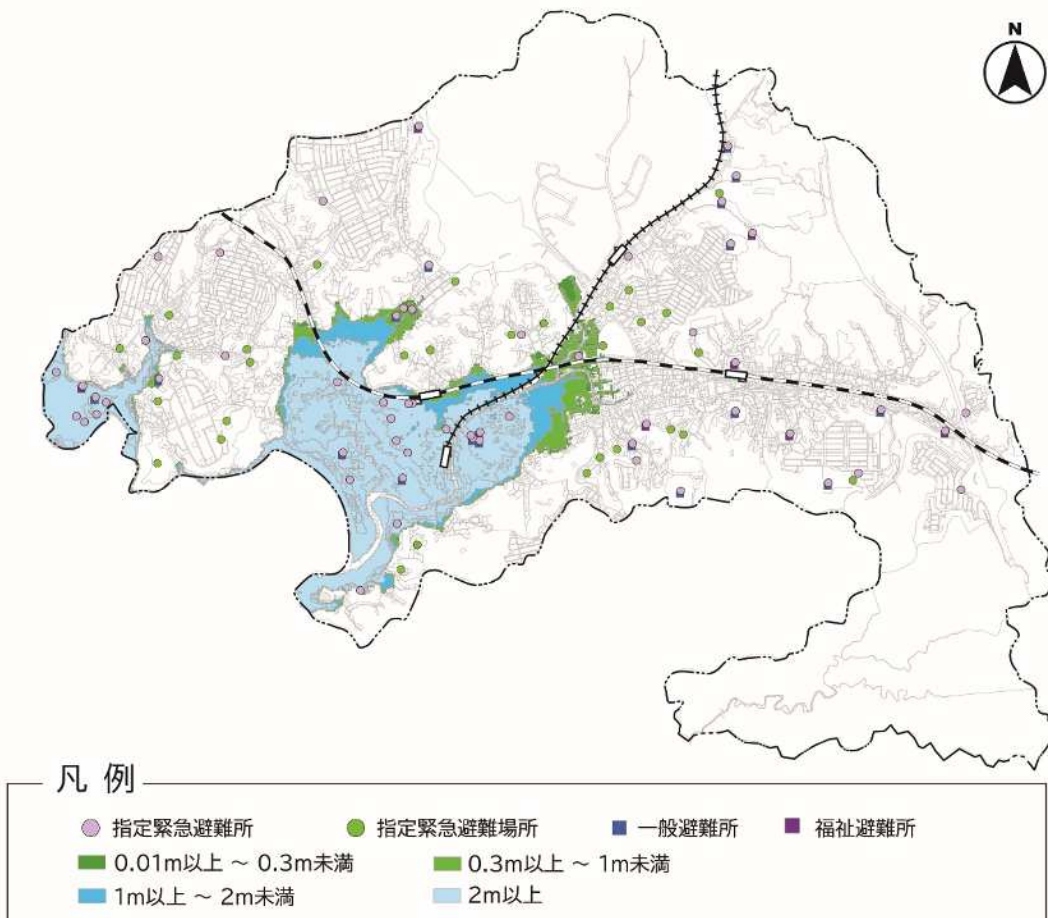 N
凡 例
指定緊急避難所 指定緊急避難場所 一般避難所 福祉避難所
0.01m以上 ～ 0.3m未満 0.3m以上 ～ 1m未満
1m以上 ～ 2m未満 2m以上